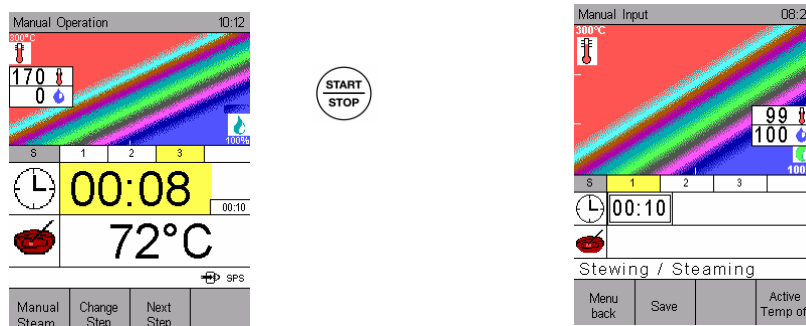 Manual Operation 10:12
300°C
170
0
100%
S 1 2 3
00:08
00:10
72°C
SPS
Manual Steam
Change Step
Next Step
START
STOP
Manual Input 08:2
300°C
99
100
100
S 1 2 3
00:10
Stewing / Steaming
Menu back
Save
Active Temp of